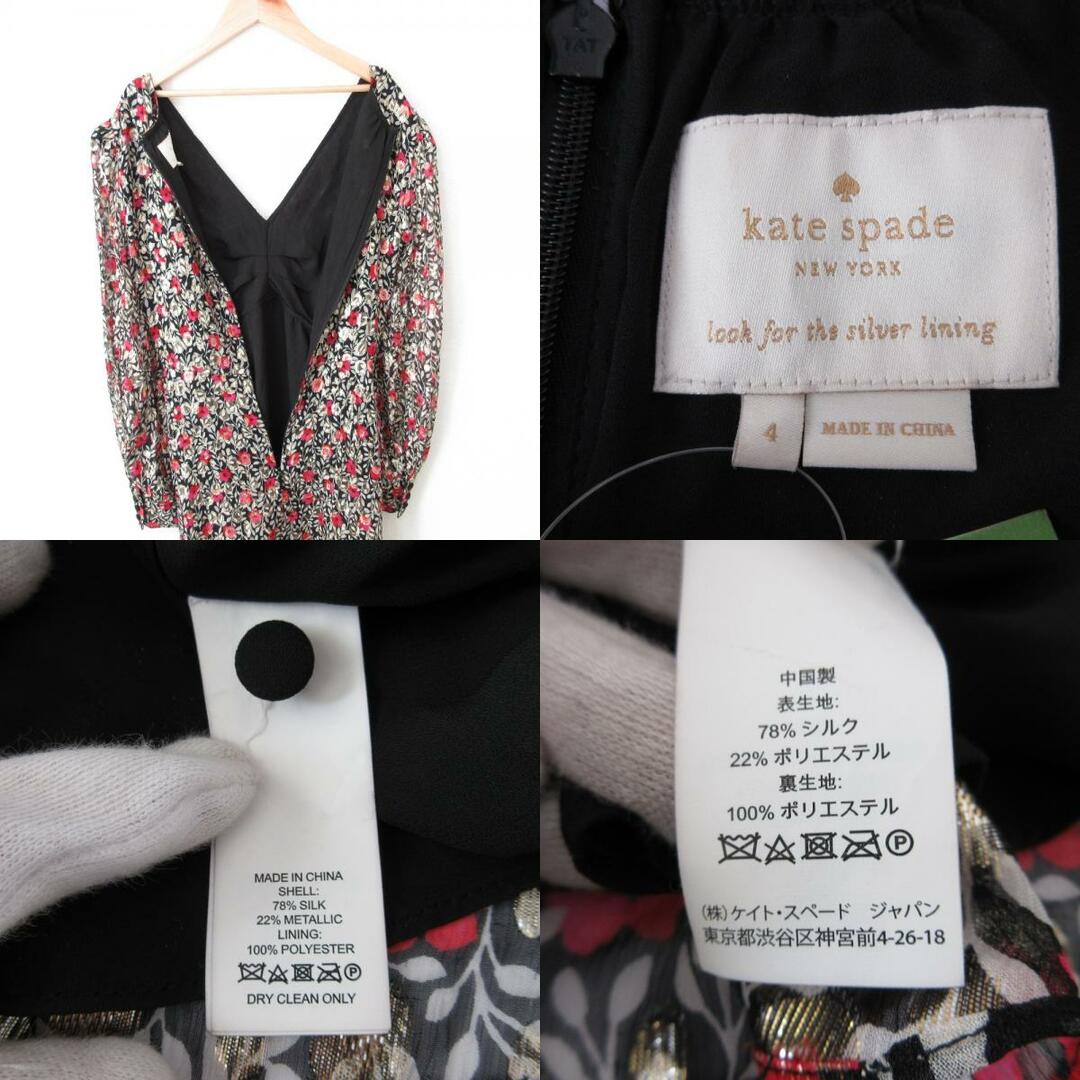 TAT
kate spade
NEW YORK
look for the silver lining
4
MADE IN CHINA
MADE IN CHINA
SHELL:
78% SILK
22% METALLIC
LINING:
100% POLYESTER
P
DRY CLEAN ONLY
中国製
表生地:
78% シルク
22% ポリエステル
裏生地:
100% ポリエステル
P
(株)ケイト・スペード ジャパン
東京都渋谷区神宮前4-26-18